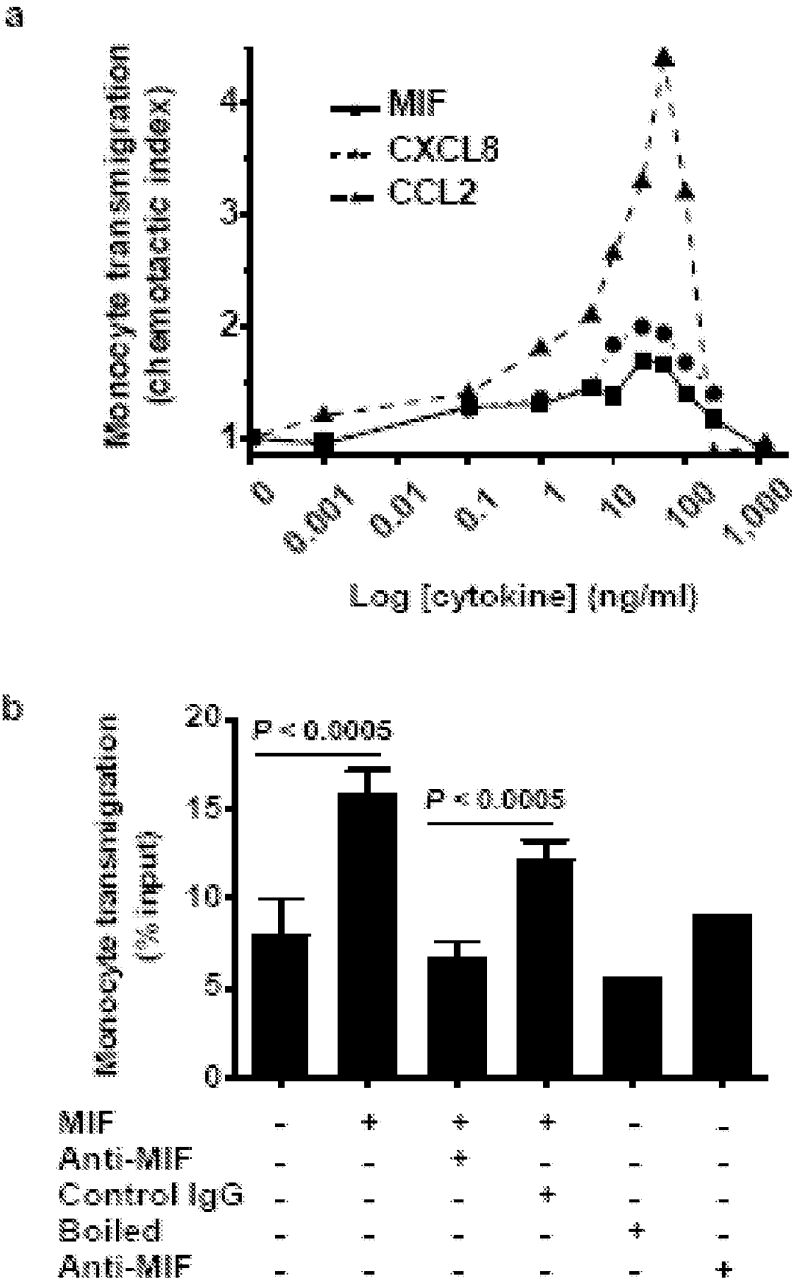 a
Monocyte transmigration
(chemotactic index)
4
3
2
1
MIF
CXCL8
CCL2
0 0.001 0.01 0.1 1 10 100 1,000
Log [cytokine] (ng/ml)
b
Monocyte transmigration
(% input)
20
15
10
5
0
P < 0.0005
P < 0.0005
MIF - + + + - -
Anti-MIF - - + - - -
Control IgG - - - + - -
Boiled - - - - + -
Anti-MIF - - - - - +